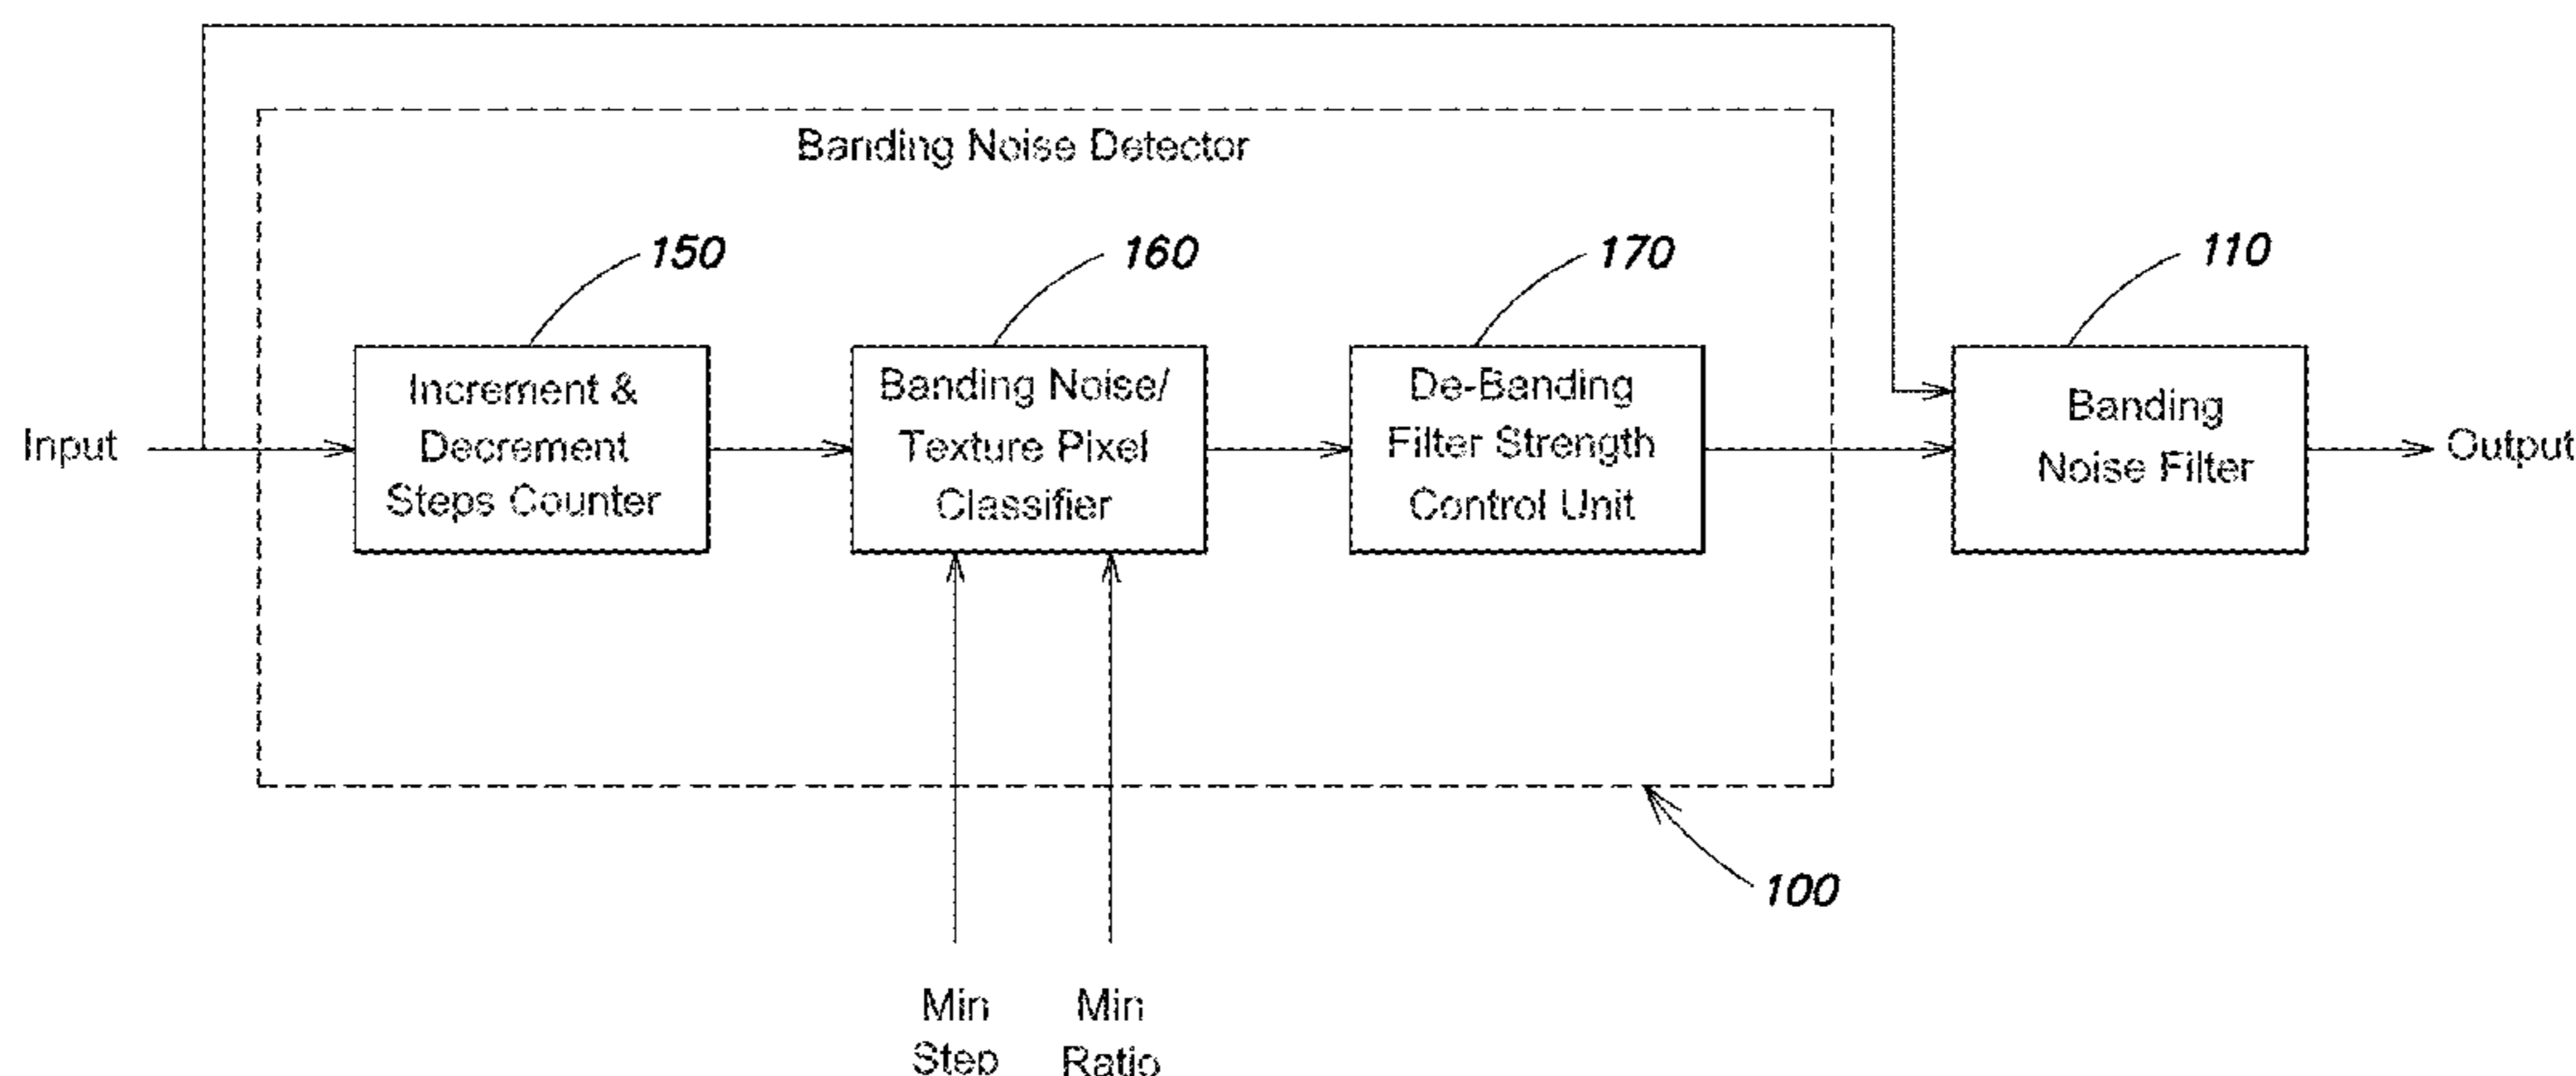 Banding Noise Detector
150
160
170
110
Input
Increment &
Decrement
Steps Counter
Banding Noise/
Texture Pixel
Classifier
De-Banding
Filter Strength
Control Unit
Banding
Noise Filter
Output
100
Min
Step
Min
Ratio